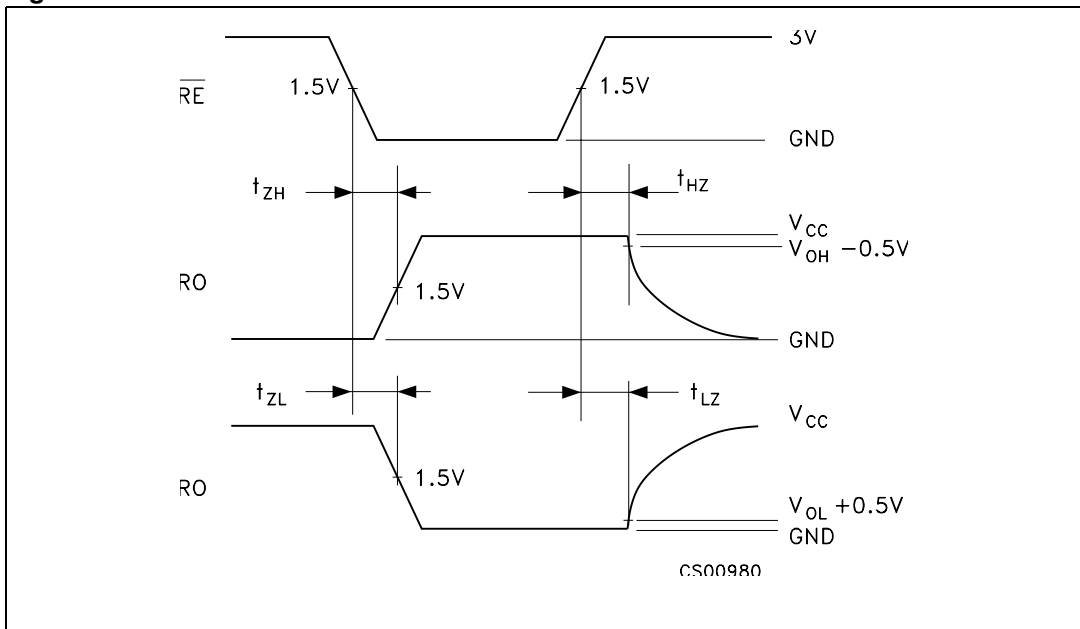 3V
1.5V
1.5V
RE
GND
tZH
tHZ
VCC
VOH −0.5V
RO
1.5V
GND
tZL
tLZ
VCC
1.5V
RO
VOL +0.5V
GND
CS00980